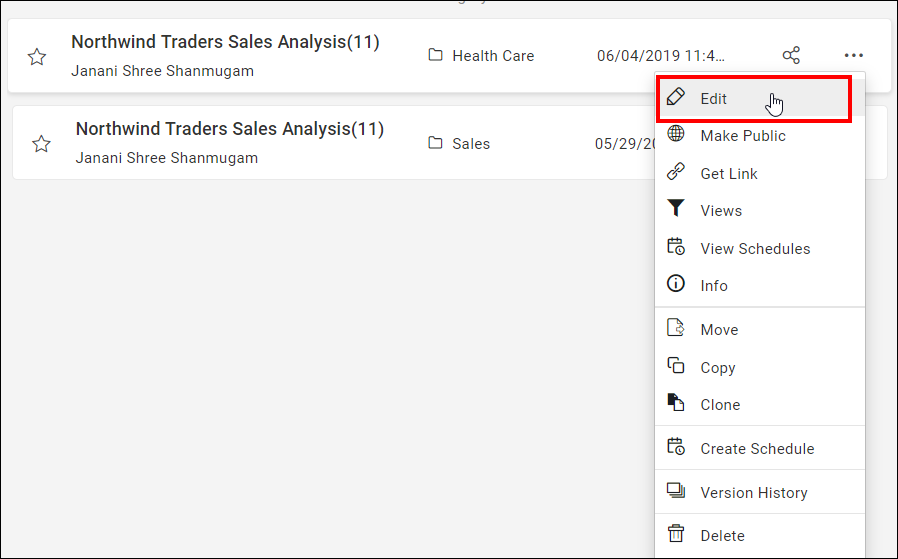 Northwind Traders Sales Analysis(11)
Janani Shree Shanmugam
Health Care
06/04/2019 11:4...
Northwind Traders Sales Analysis(11)
Janani Shree Shanmugam
Sales
05/29/20
Edit
Make Public
Get Link
Views
View Schedules
Info
Move
Copy
Clone
Create Schedule
Version History
Delete